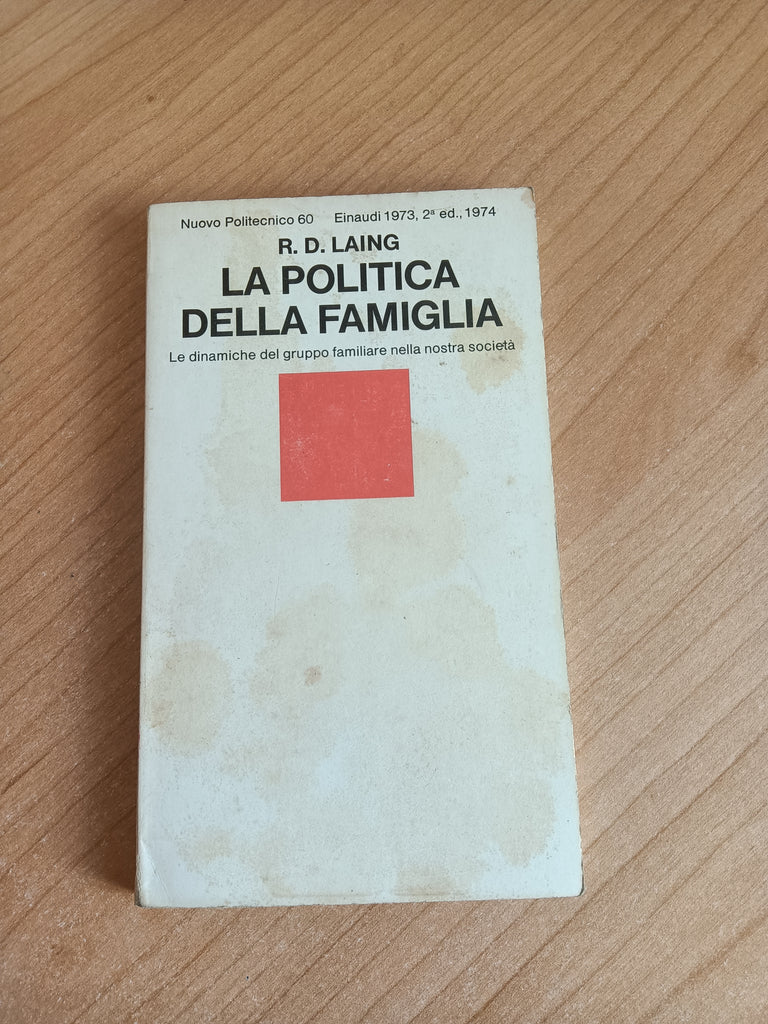 Nuovo Politecnico 60 Einaudi 1973, 2ª ed., 1974
R. D. LAING
LA POLITICA
DELLA FAMIGLIA
Le dinamiche del gruppo familiare nella nostra società